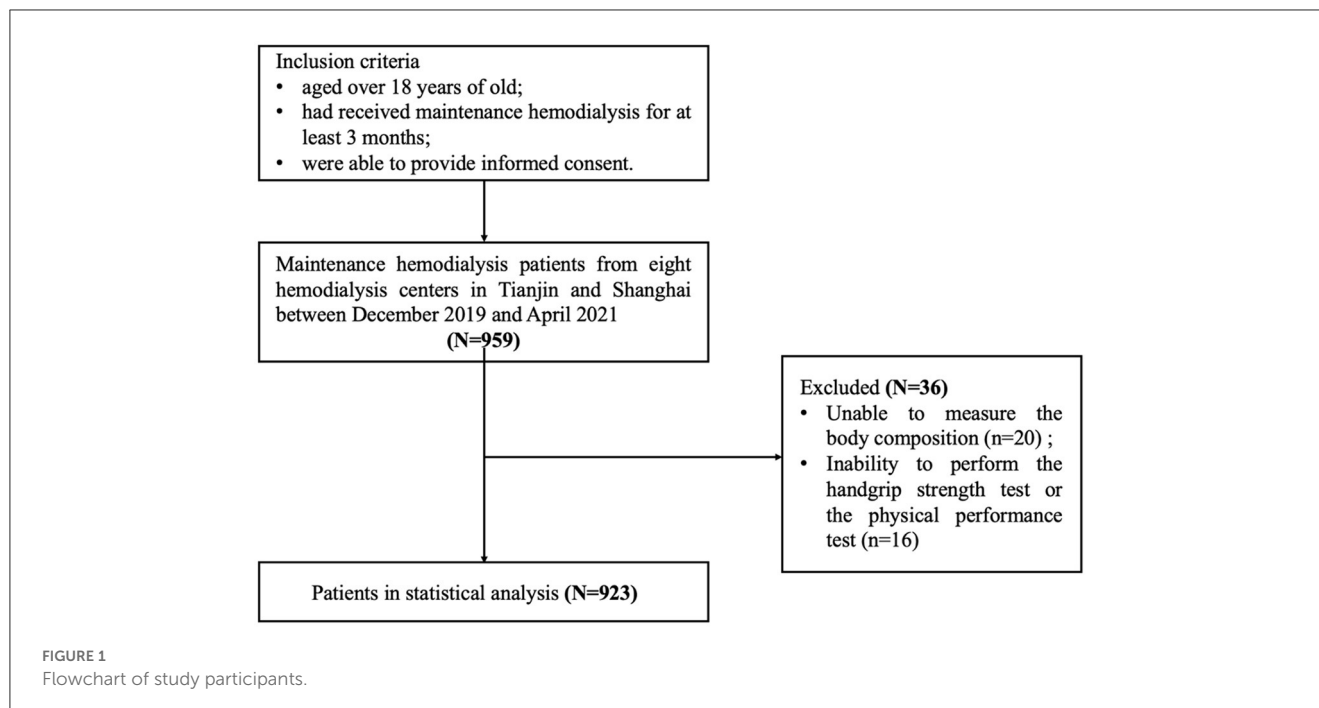 Inclusion criteria
• aged over 18 years of old;
• had received maintenance hemodialysis for at
least 3 months;
• were able to provide informed consent.
Maintenance hemodialysis patients from eight
hemodialysis centers in Tianjin and Shanghai
between December 2019 and April 2021
(N=959)
Excluded (N=36)
• Unable to measure the
body composition (n=20) ;
• Inability to perform the
handgrip strength test or
the physical performance
test (n=16)
Patients in statistical analysis (N=923)
FIGURE 1
Flowchart of study participants.